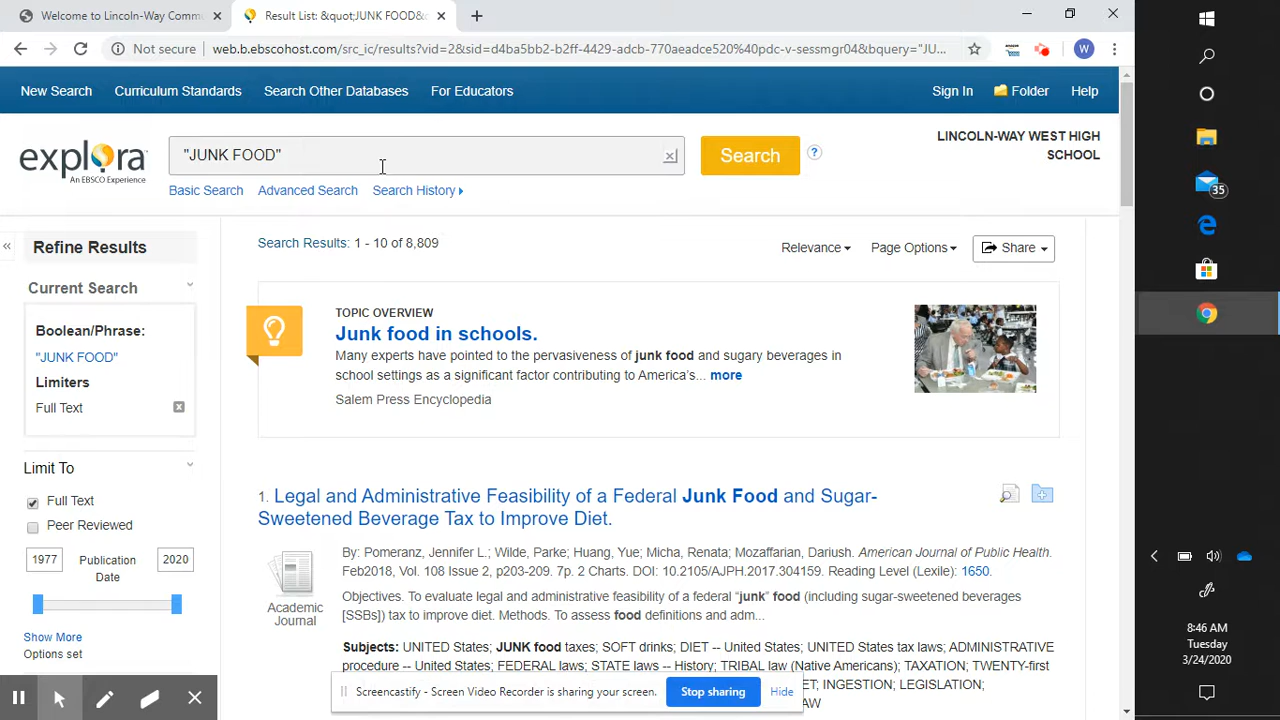 Welcome to Lincoln-Way Comm
Result List: &quot;JUNK FOOD&
Not secure
web.b.ebscohost.com/src_ic/results?vid=2&sid=d4ba5bb2-b2ff-4429-adcb-770aeadce520%40pdc-v-sessmgr04&bquery="JU...
W
New Search
Curriculum Standards
Search Other Databases
For Educators
Sign In
Folder
Help
explora
An EBSCO Experience
"JUNK FOOD"
Search
?
LINCOLN-WAY WEST HIGH
SCHOOL
Basic Search
Advanced Search
Search History
Refine Results
Current Search
Boolean/Phrase:
"JUNK FOOD"
Limiters
Full Text
Limit To
Full Text
Peer Reviewed
1977
Publication
Date
2020
Show More
Options set
Search Results: 1 - 10 of 8,809
Relevance
Page Options
Share
TOPIC OVERVIEW
Junk food in schools.
Many experts have pointed to the pervasiveness of junk food and sugary beverages in
school settings as a significant factor contributing to America's... more
Salem Press Encyclopedia
1. Legal and Administrative Feasibility of a Federal Junk Food and Sugar-
Sweetened Beverage Tax to Improve Diet.
Academic
Journal
By: Pomeranz, Jennifer L.; Wilde, Parke; Huang, Yue; Micha, Renata; Mozaffarian, Dariush. American Journal of Public Health.
Feb2018, Vol. 108 Issue 2, p203-209. 7p. 2 Charts. DOI: 10.2105/AJPH.2017.304159. Reading Level (Lexile): 1650.
Objectives. To evaluate legal and administrative feasibility of a federal "junk" food (including sugar-sweetened beverages
[SSBs]) tax to improve diet. Methods. To assess food definitions and adm...
Subjects: UNITED States; JUNK food taxes; SOFT drinks; DIET -- United States; UNITED States tax laws; ADMINISTRATIVE
procedure -- United States; FEDERAL laws; STATE laws -- History; TRIBAL law (Native Americans); TAXATION; TWENTY-first
ET; INGESTION; LEGISLATION;
AW
Screencastify - Screen Video Recorder is sharing your screen.
Stop sharing
Hide
35
8:46 AM
Tuesday
3/24/2020